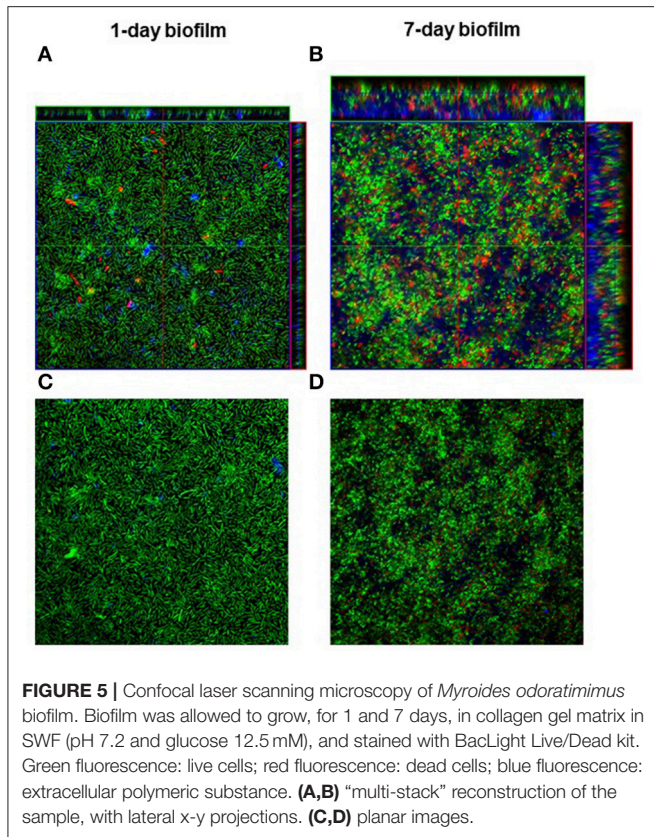 1-day biofilm
7-day biofilm
A
B
C
D
FIGURE 5 | Confocal laser scanning microscopy of Myroides odoratimimus
biofilm. Biofilm was allowed to grow, for 1 and 7 days, in collagen gel matrix in
SWF (pH 7.2 and glucose 12.5 mM), and stained with BacLight Live/Dead kit.
Green fluorescence: live cells; red fluorescence: dead cells; blue fluorescence:
extracellular polymeric substance. (A,B) “multi-stack” reconstruction of the
sample, with lateral x-y projections. (C,D) planar images.